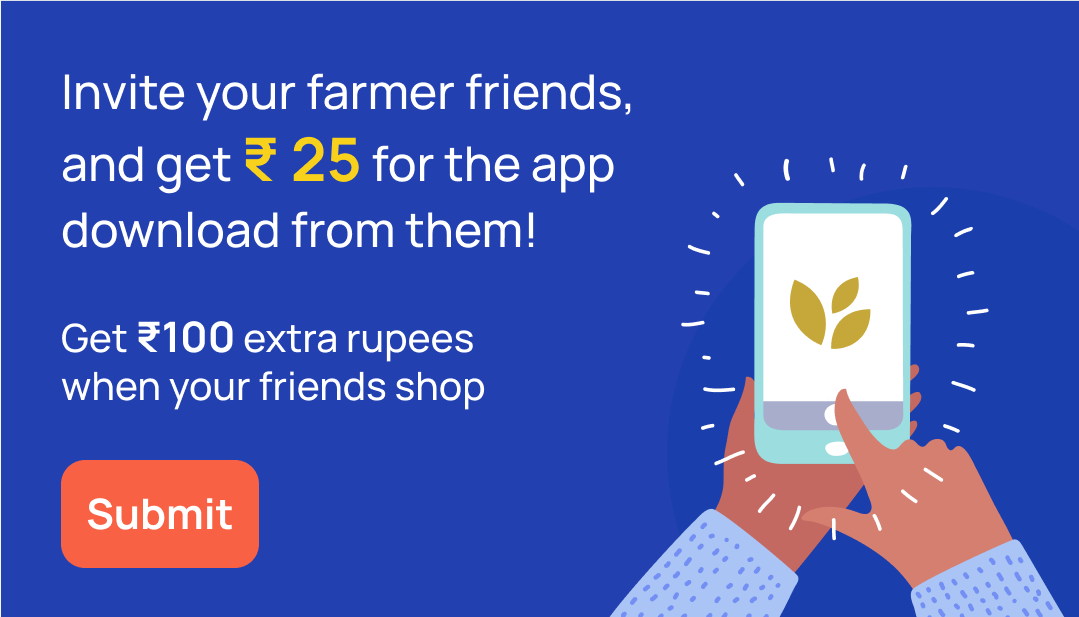 Invite your farmer friends,
and get ₹ 25 for the app
download from them!
Get ₹100 extra rupees
when your friends shop
Submit